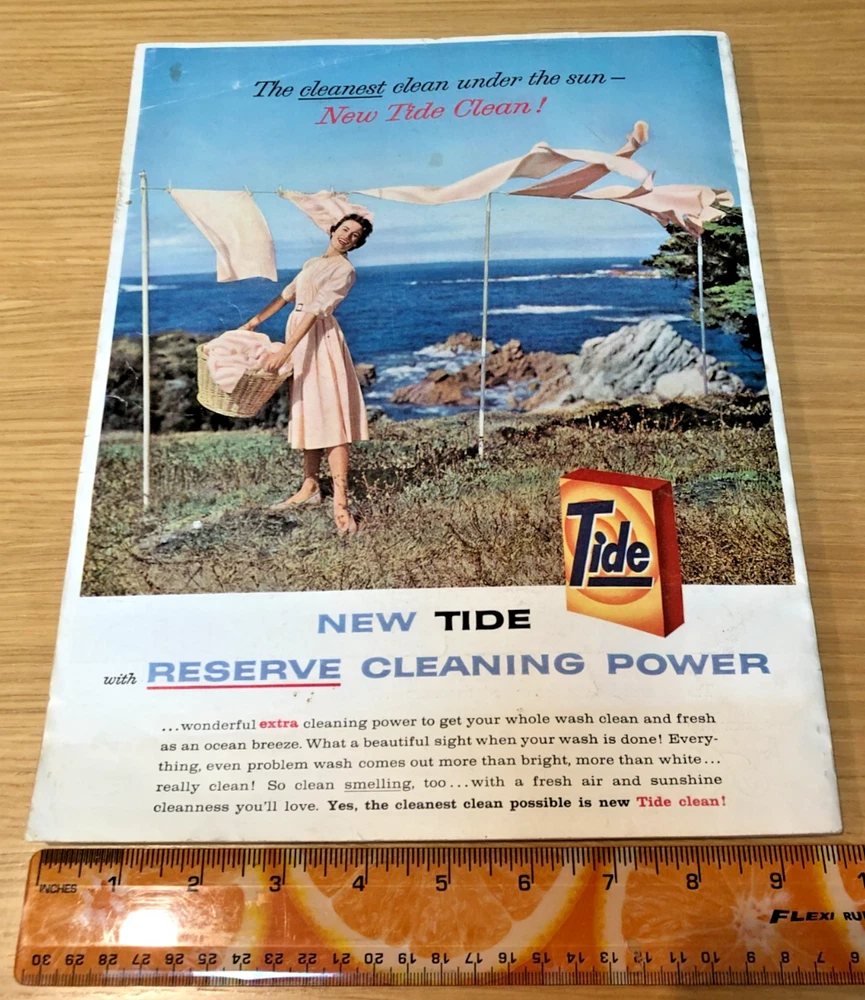 The cleanest clean under the sun—
New Tide Clean!
Tide
NEW TIDE
with RESERVE CLEANING POWER
...wonderful extra cleaning power to get your whole wash clean and fresh
as an ocean breeze. What a beautiful sight when your wash is done! Every-
thing, even problem wash comes out more than bright, more than white...
really clean! So clean smelling, too...with a fresh air and sunshine
cleanness you'll love. Yes, the cleanest clean possible is new Tide clean!
INCHES 1 2 3 4 5 6 7 8 9
FLEXI RU
30 29 28 27 26 25 24 23 22 21 20 19 18 17 16 15 14 13 12 11 10 9 8 7 6